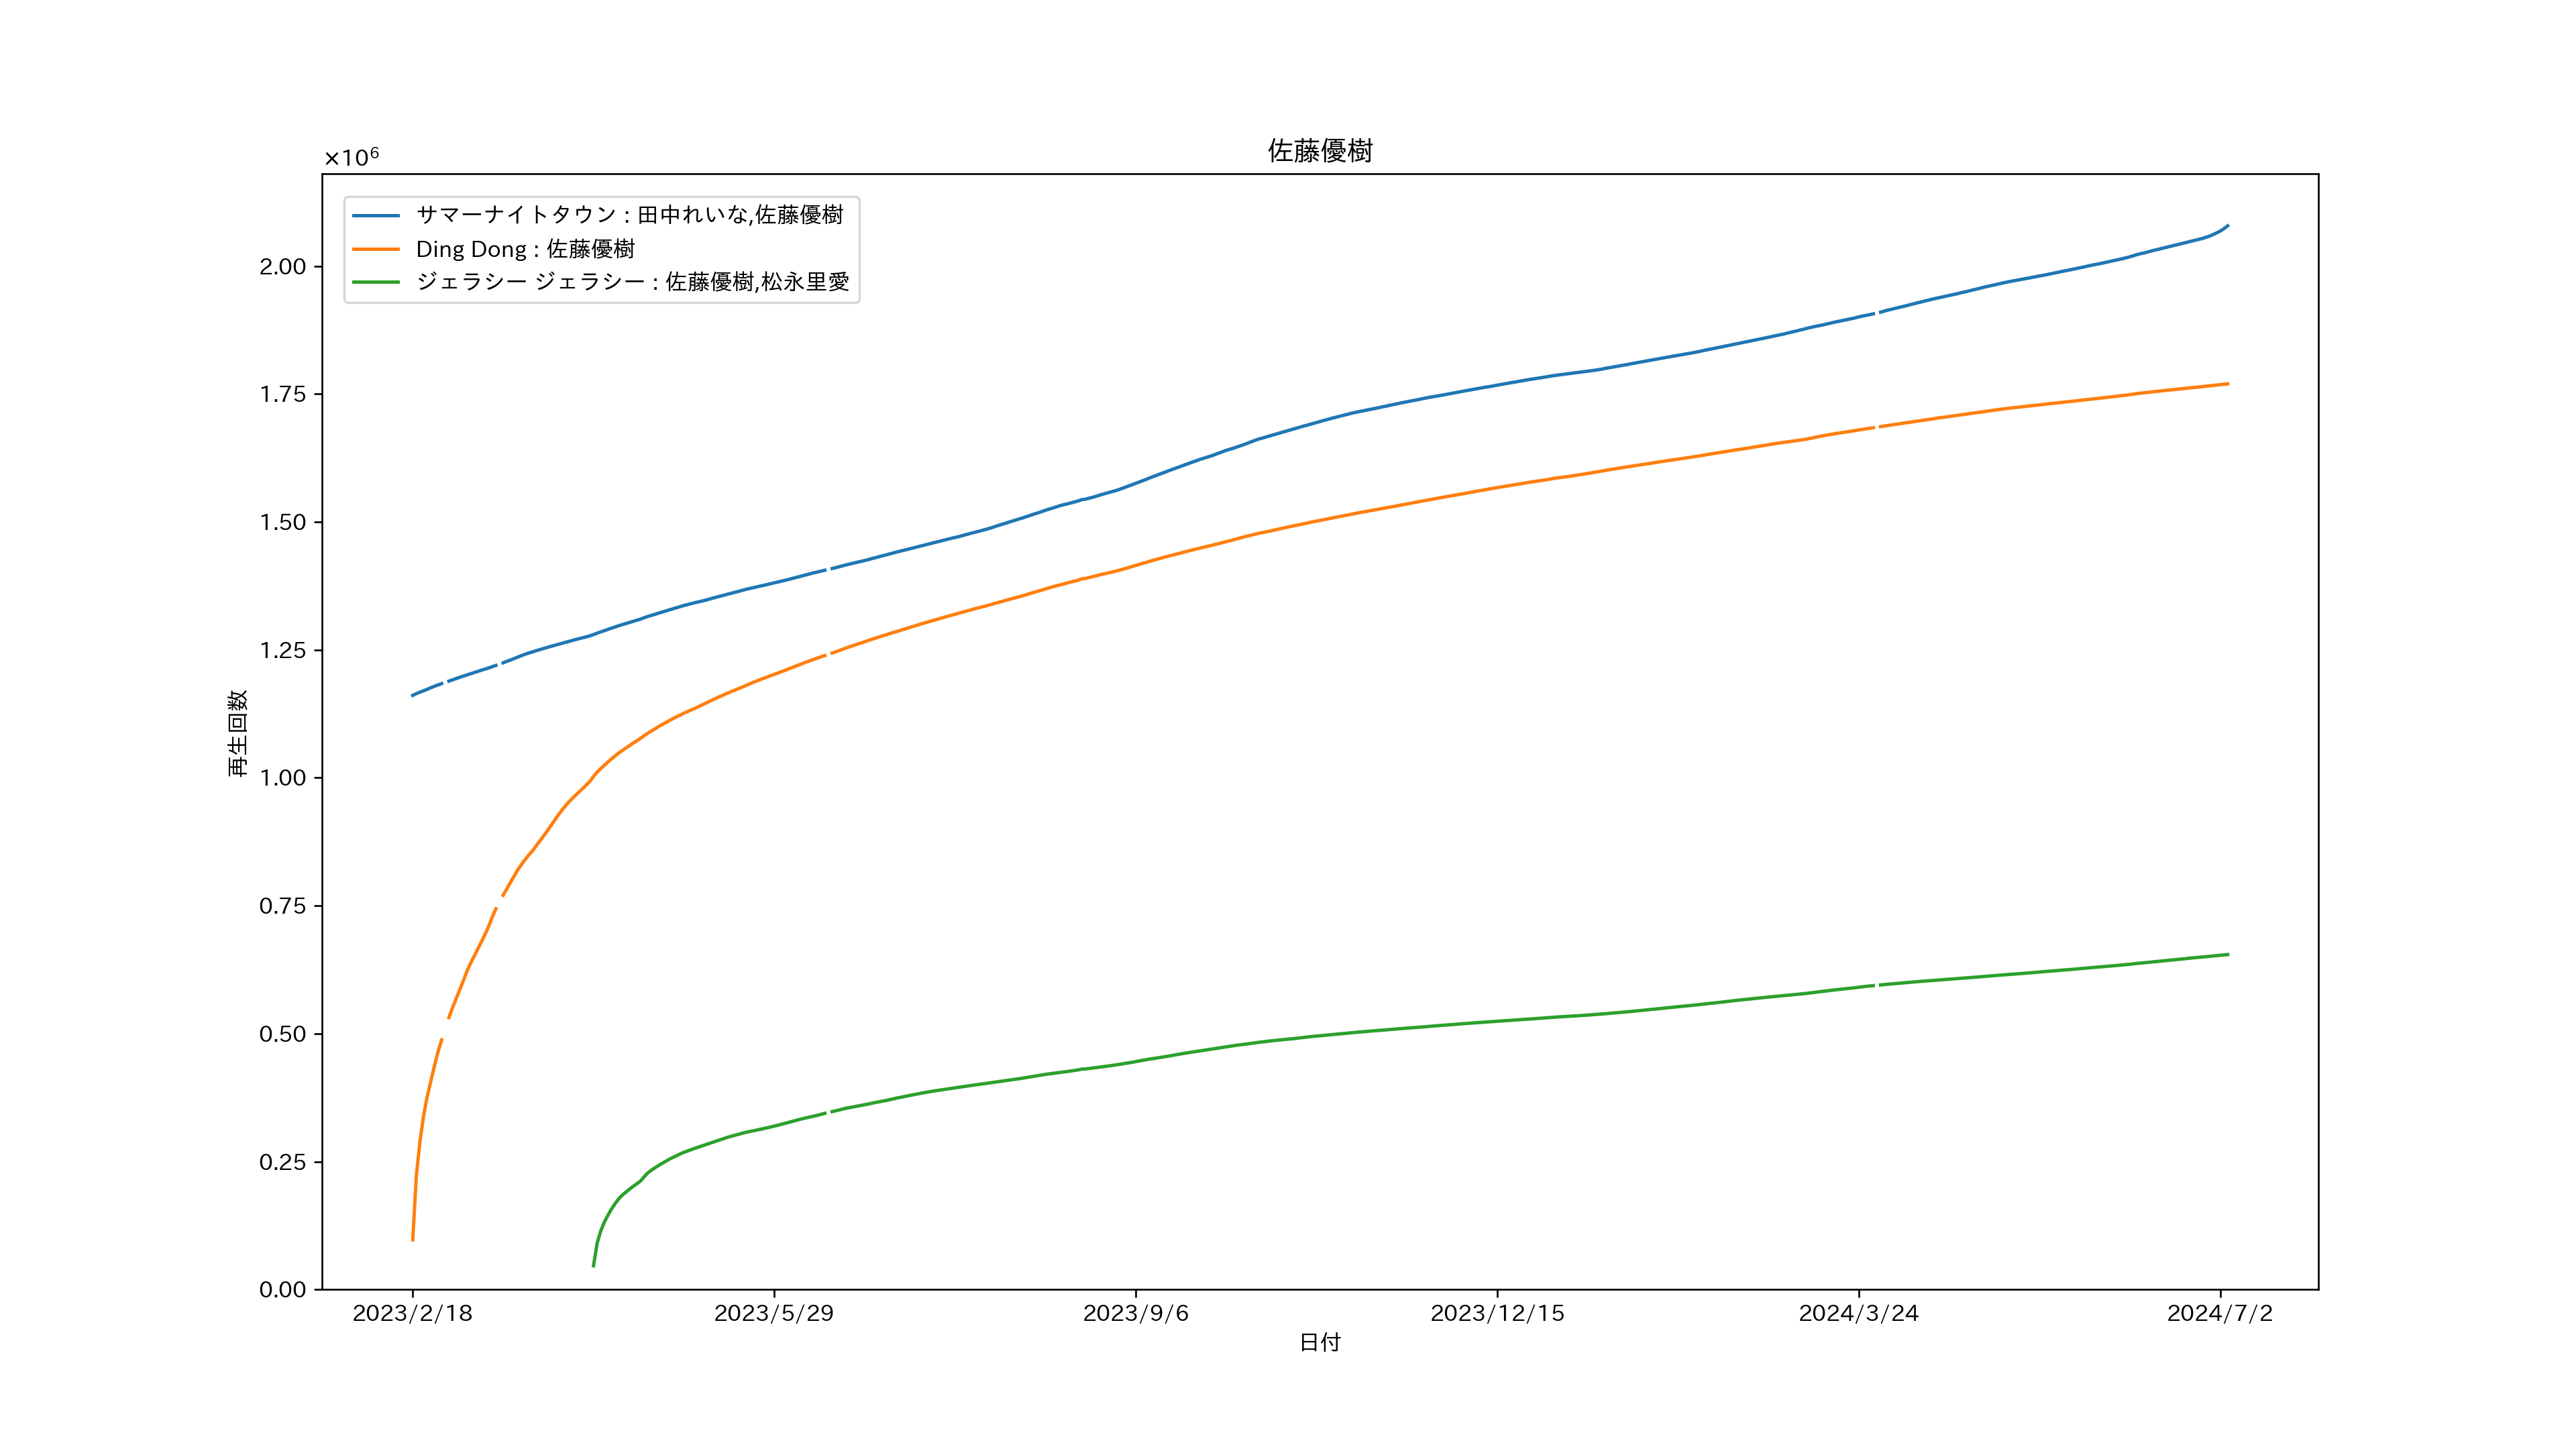 佐藤優樹
×10⁶
サマーナイトタウン : 田中れいな,佐藤優樹
Ding Dong : 佐藤優樹
ジェラシー ジェラシー : 佐藤優樹,松永里愛
2.00
1.75
1.50
1.25
1.00
0.75
0.50
0.25
0.00
再生回数
2023/2/18 2023/5/29 2023/9/6 2023/12/15 2024/3/24 2024/7/2
日付